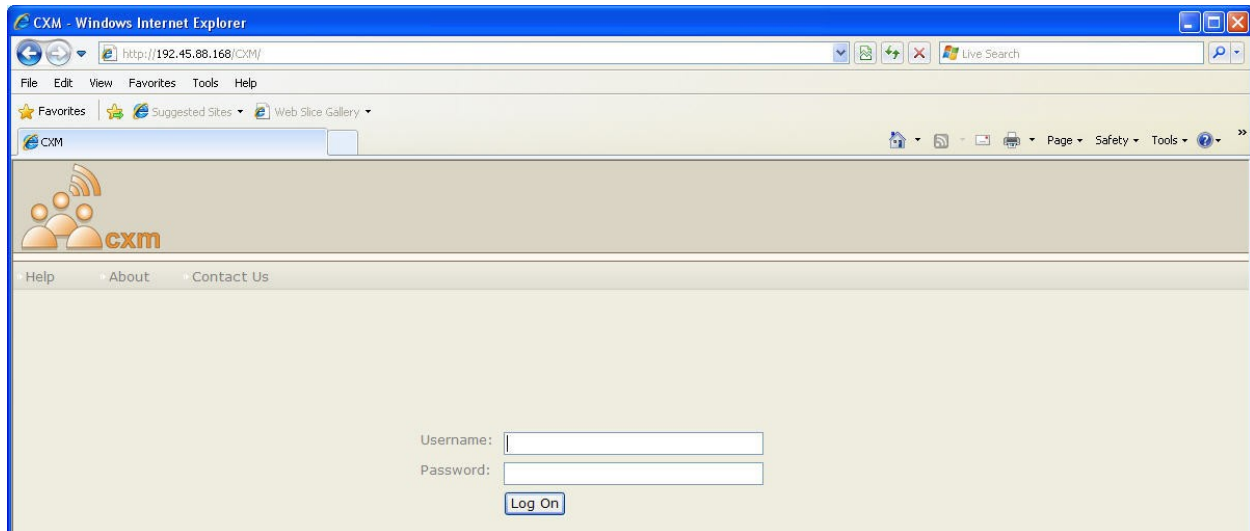 CXM - Windows Internet Explorer
http://192.45.88.168/CXM/ Live Search
File Edit View Favorites Tools Help
Favorites Suggested Sites Web Slice Gallery
CXM Page Safety Tools »
cxm
Help About Contact Us
Username:
Password:
Log On